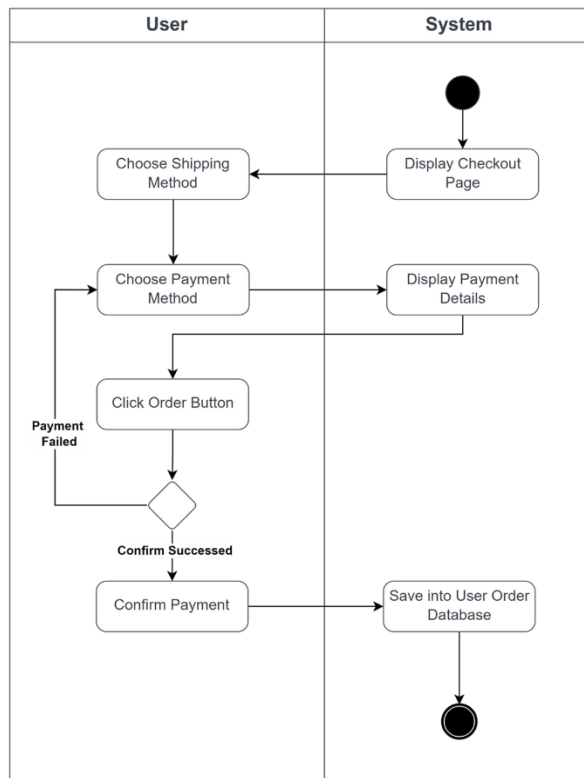 User
System
Choose Shipping
Method
Display Checkout
Page
Choose Payment
Method
Display Payment
Details
Click Order Button
Payment
Failed
Confirm Successed
Confirm Payment
Save into User Order
Database